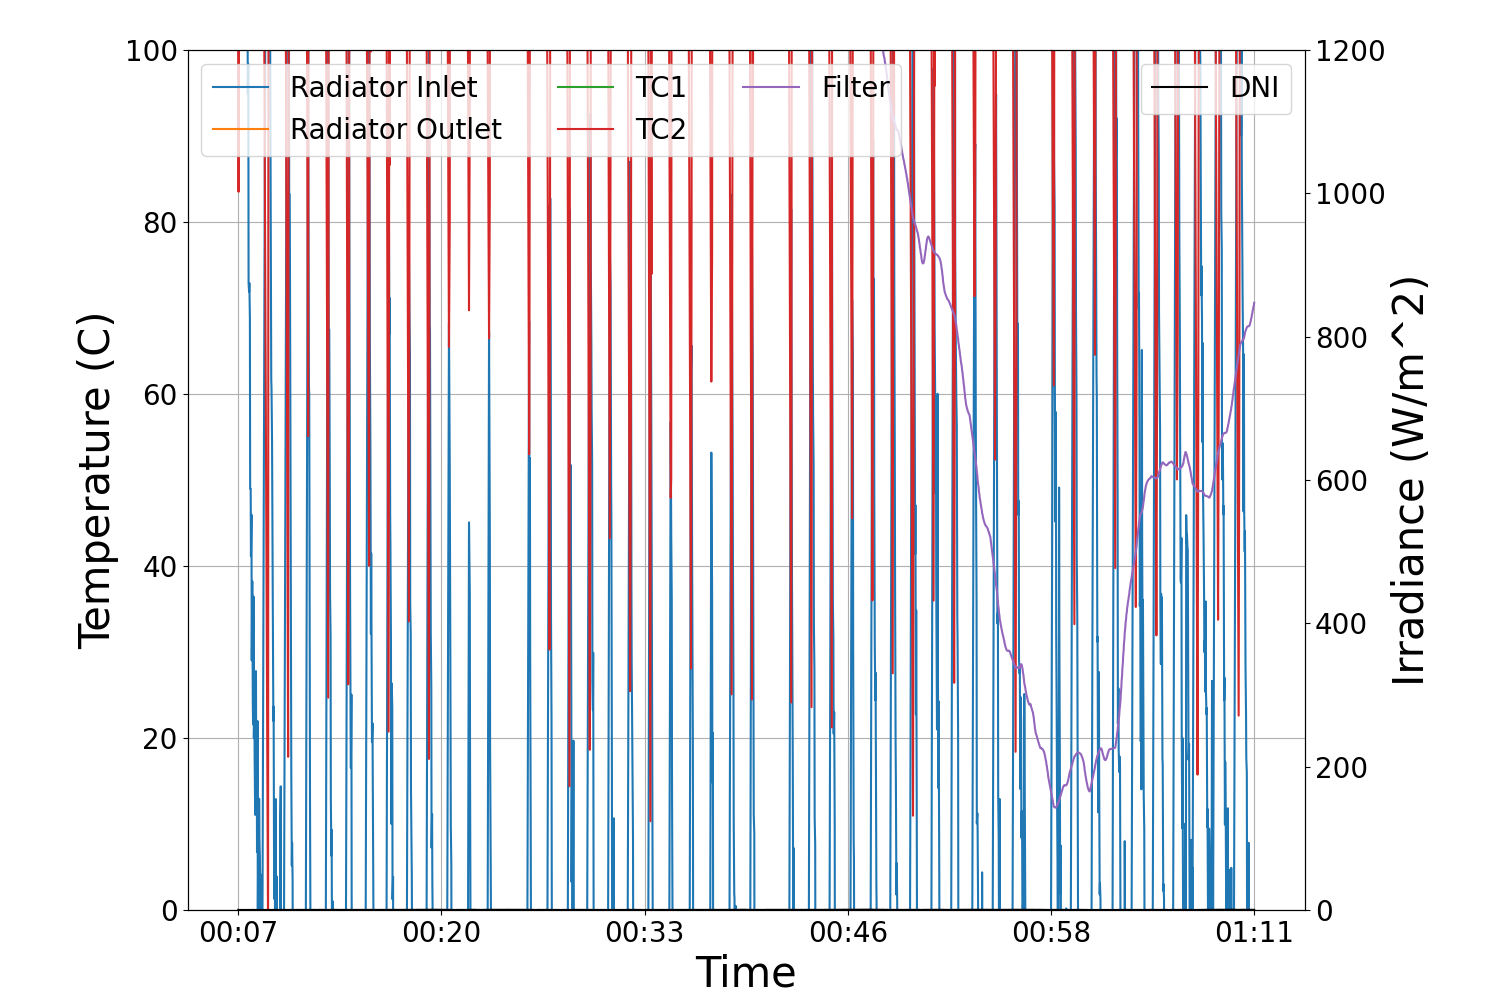 100
80
60
40
20
0
Temperature (C)
Radiator Inlet
Radiator Outlet
TC1
TC2
Filter
DNI
1200
1000
800
600
400
200
0
Irradiance (W/m^2)
00:07
00:20
00:33
00:46
00:58
01:11
Time